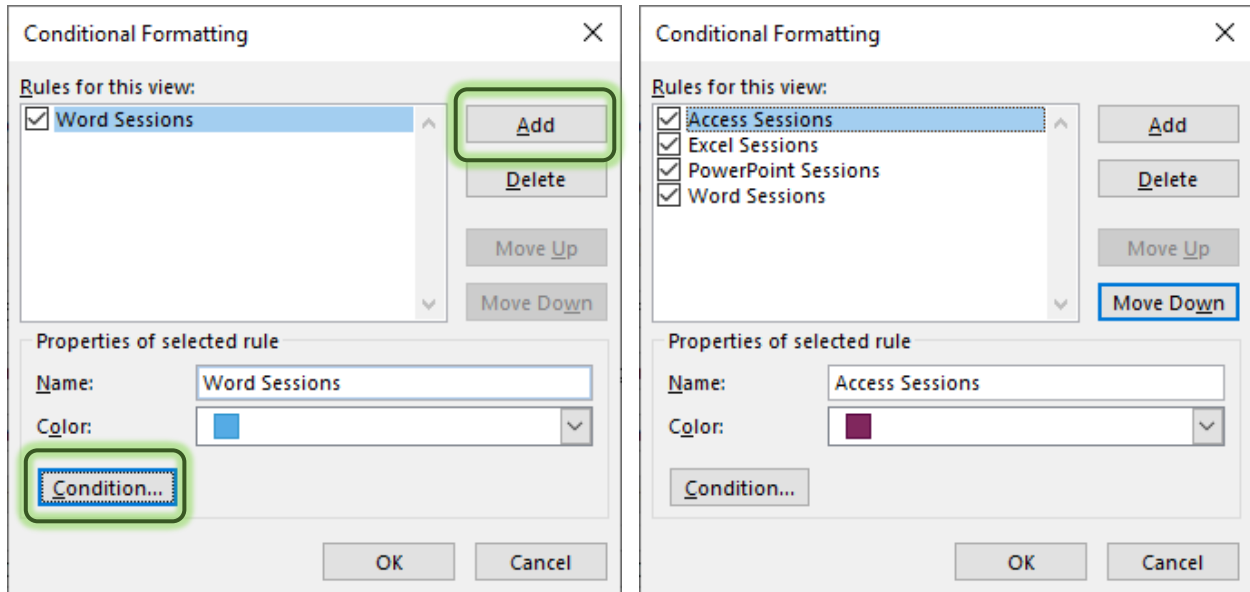 Conditional Formatting
Rules for this view:
Word Sessions
Add
Delete
Move Up
Move Down
Properties of selected rule
Name:
Word Sessions
Color:
Condition...
OK
Cancel
Conditional Formatting
Rules for this view:
Access Sessions
Excel Sessions
PowerPoint Sessions
Word Sessions
Add
Delete
Move Up
Move Down
Properties of selected rule
Name:
Access Sessions
Color:
Condition...
OK
Cancel